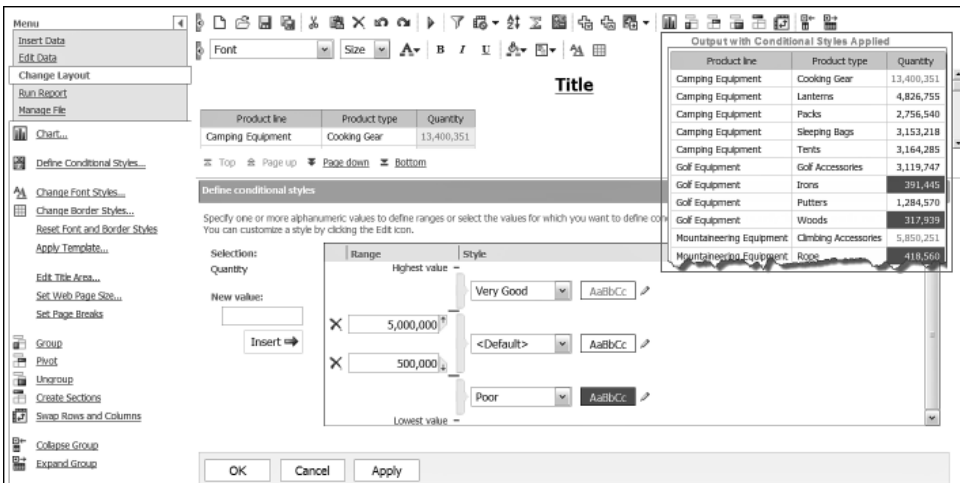 Menu
Insert Data
Edit Data
Change Layout
Run Report
Manage File
Chart...
Define Conditional Styles...
Change Font Styles...
Change Border Styles...
Reset Font and Border Styles
Apply Template...
Edit Title Area...
Set Web Page Size...
Set Page Breaks
Group
Pivot
Ungroup
Create Sections
Swap Rows and Columns
Collapse Group
Expand Group
Font Size A B I U
Title
Product line Product type Quantity
Camping Equipment Cooking Gear 13,400,351
Top Page up Page down Bottom
Define conditional styles
Specify one or more alphanumeric values to define ranges or select the values for which you want to define
You can customize a style by clicking the Edit icon.
Selection:
Quantity
New value:
Insert
Range Style
Highest value
Very Good AaBbCc
5,000,000
<Default> AaBbCc
500,000
Poor AaBbCc
Lowest value
OK Cancel Apply
Output with Conditional Styles Applied
Product line Product type Quantity
Camping Equipment Cooking Gear 13,400,351
Camping Equipment Lanterns 4,826,755
Camping Equipment Packs 2,756,540
Camping Equipment Sleeping Bags 3,153,218
Camping Equipment Tents 3,164,285
Golf Equipment Golf Accessories 3,119,747
Golf Equipment Irons 391,445
Golf Equipment Putters 1,284,570
Golf Equipment Woods 317,939
Mountaineering Equipment Climbing Accessories 5,850,251
Mountaineering Equipment Rope 418,560